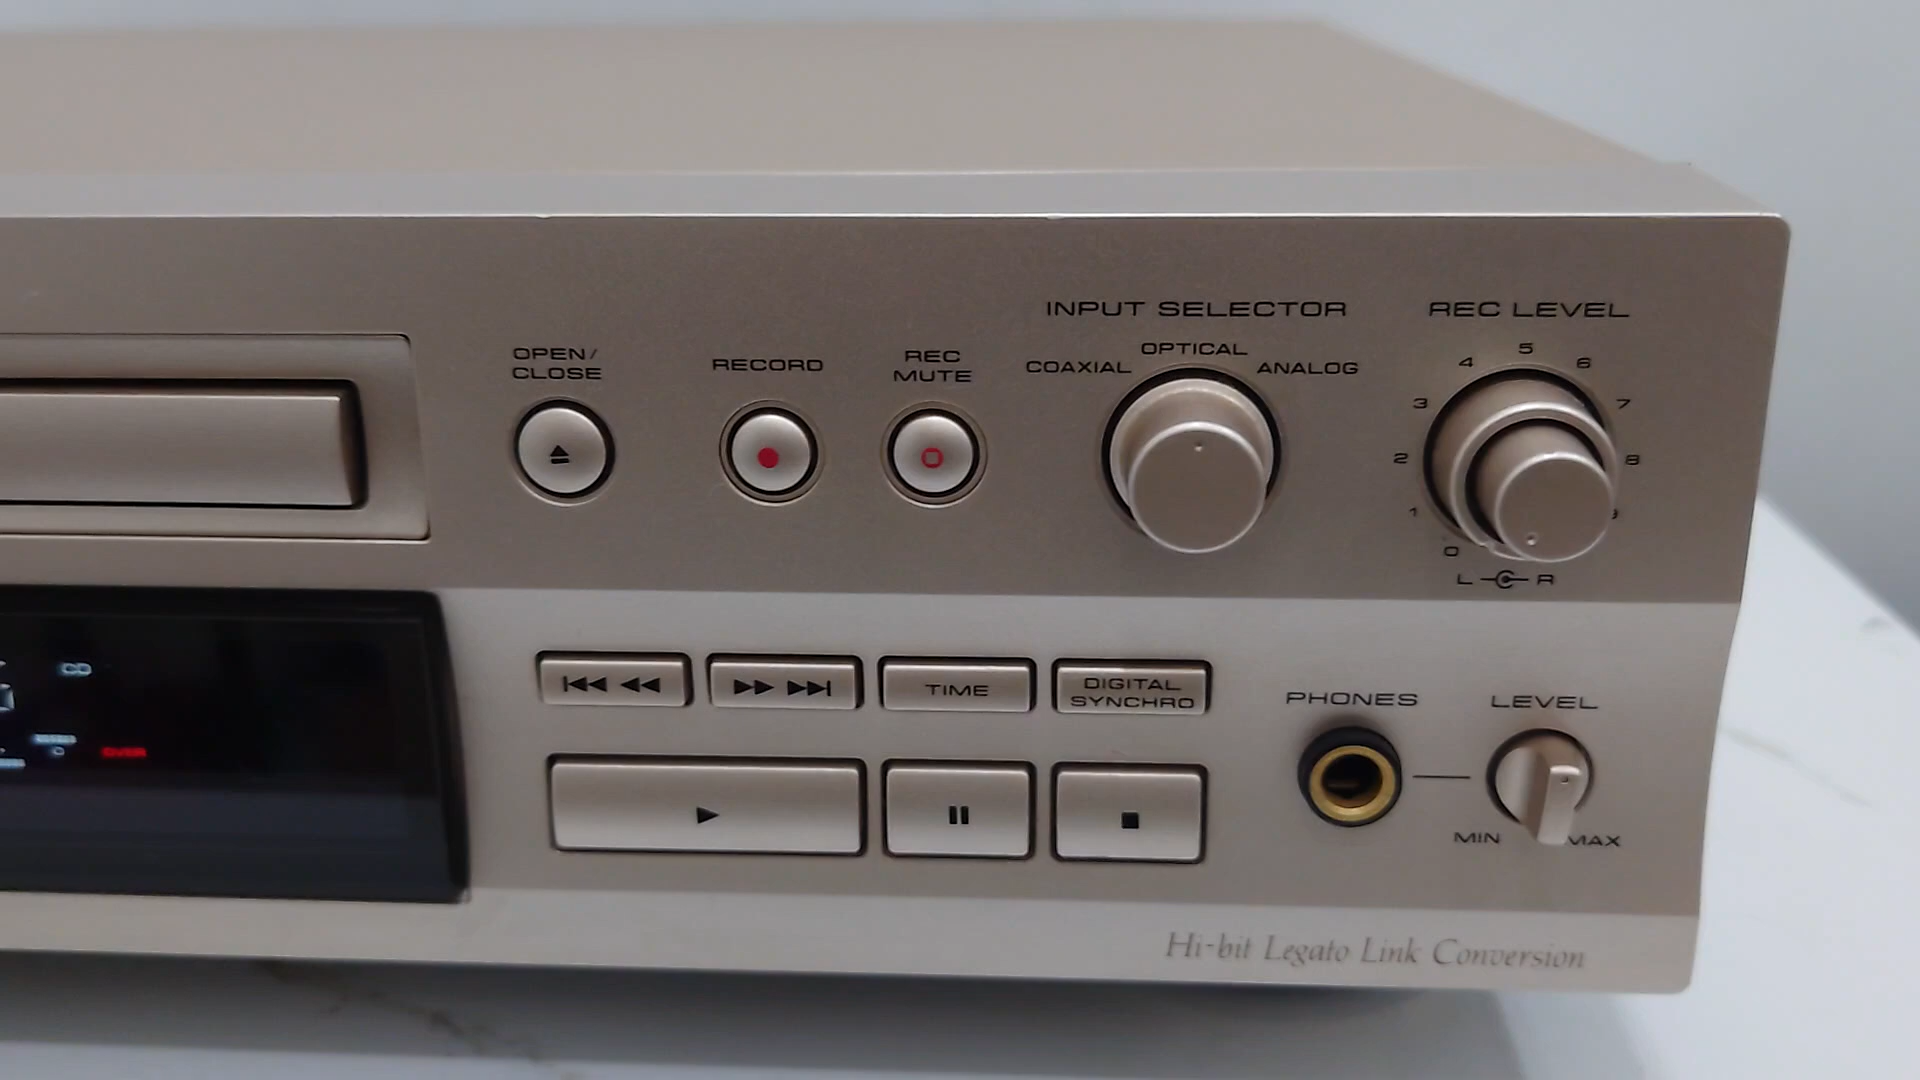 INPUT SELECTOR
REC LEVEL
OPEN/
CLOSE
RECORD
REC
MUTE
COAXIAL
OPTICAL
ANALOG
0
1
2
3
4
5
6
7
8
L
R
CD
OVER
TIME
DIGITAL
SYNCHRO
PHONES
LEVEL
MIN
MAX
Hi-bit Legato Link Conversion